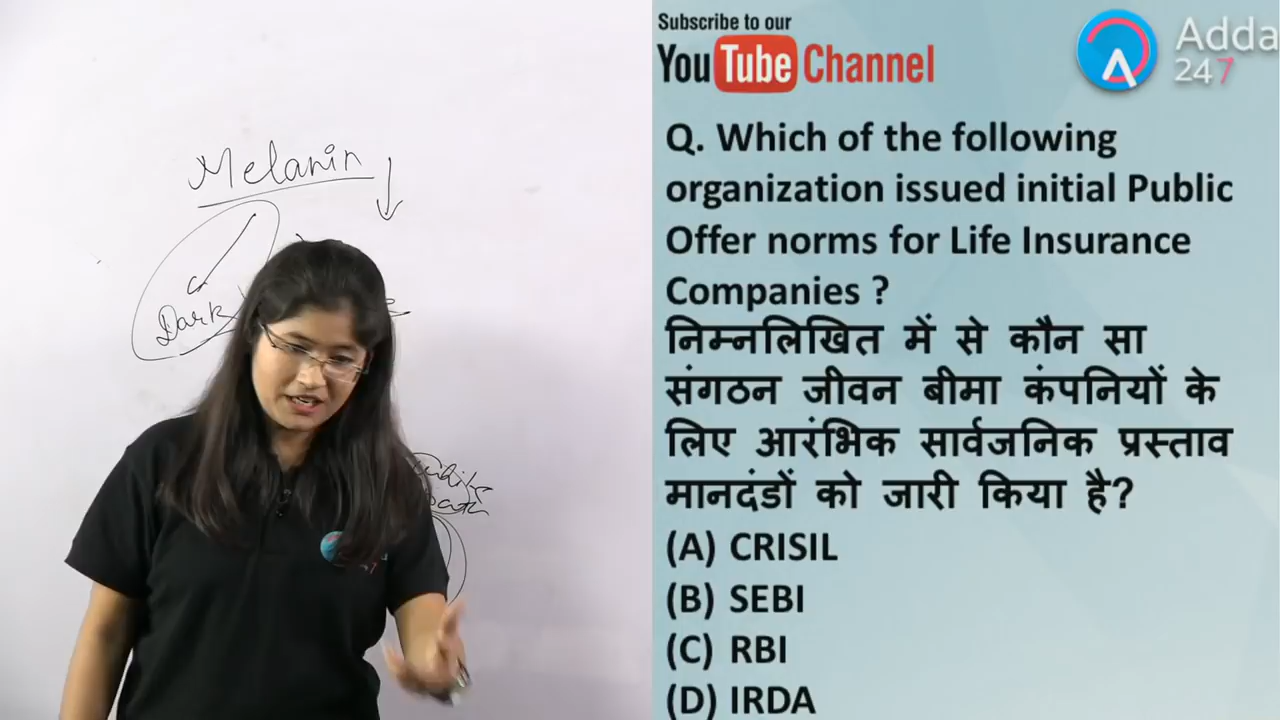 Melanin
Dark
Subscribe to our
YouTube Channel
Adda
247
Q. Which of the following
organization issued initial Public
Offer norms for Life Insurance
Companies ?
निम्नलिखित में से कौन सा
संगठन जीवन बीमा कंपनियों के
लिए आरंभिक सार्वजनिक प्रस्ताव
मानदंडों को जारी किया है?
(A) CRISIL
(B) SEBI
(C) RBI
(D) IRDA